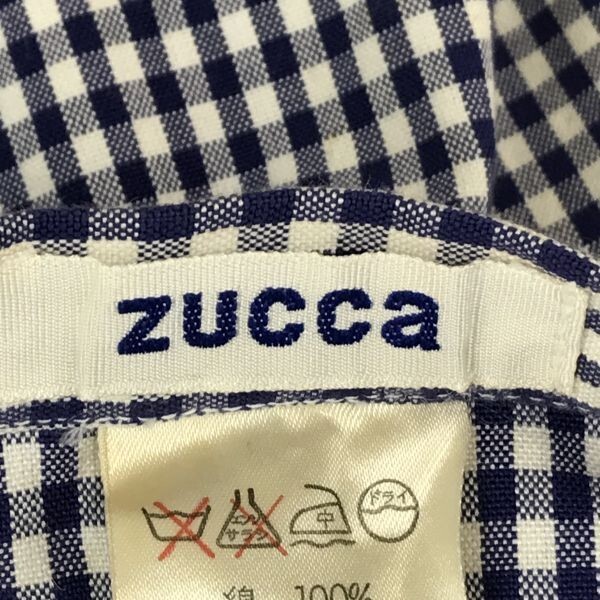 zucca
エンソ
サラシ
中
ドライ
綿 100%